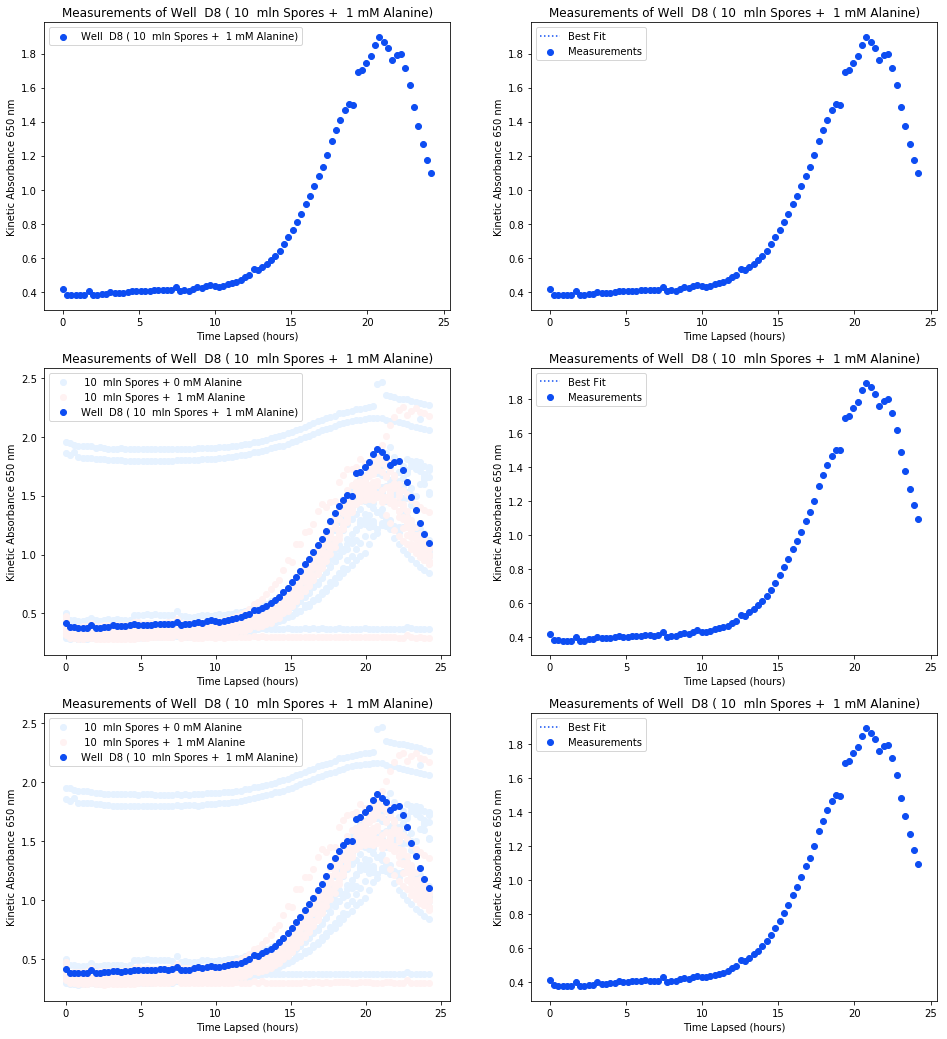 Measurements of Well  D8 ( 10  mln Spores +  1 mM Alanine)
Well  D8 ( 10  mln Spores +  1 mM Alanine)
1.8
1.6
1.4
1.2
1.0
0.8
0.6
0.4
Kinetic Absorbance 650 nm
0
5
10
15
20
25
Time Lapsed (hours)
Measurements of Well  D8 ( 10  mln Spores +  1 mM Alanine)
Best Fit
Measurements
1.8
1.6
1.4
1.2
1.0
0.8
0.6
0.4
Kinetic Absorbance 650 nm
0
5
10
15
20
25
Time Lapsed (hours)
Measurements of Well  D8 ( 10  mln Spores +  1 mM Alanine)
10  mln Spores + 0 mM Alanine
10  mln Spores +  1 mM Alanine
Well  D8 ( 10  mln Spores +  1 mM Alanine)
2.5
2.0
1.5
1.0
0.5
Kinetic Absorbance 650 nm
0
5
10
15
20
25
Time Lapsed (hours)
Measurements of Well  D8 ( 10  mln Spores +  1 mM Alanine)
Best Fit
Measurements
1.8
1.6
1.4
1.2
1.0
0.8
0.6
0.4
Kinetic Absorbance 650 nm
0
5
10
15
20
25
Time Lapsed (hours)
Measurements of Well  D8 ( 10  mln Spores +  1 mM Alanine)
10  mln Spores + 0 mM Alanine
10  mln Spores +  1 mM Alanine
Well  D8 ( 10  mln Spores +  1 mM Alanine)
2.5
2.0
1.5
1.0
0.5
Kinetic Absorbance 650 nm
0
5
10
15
20
25
Time Lapsed (hours)
Measurements of Well  D8 ( 10  mln Spores +  1 mM Alanine)
Best Fit
Measurements
1.8
1.6
1.4
1.2
1.0
0.8
0.6
0.4
Kinetic Absorbance 650 nm
0
5
10
15
20
25
Time Lapsed (hours)